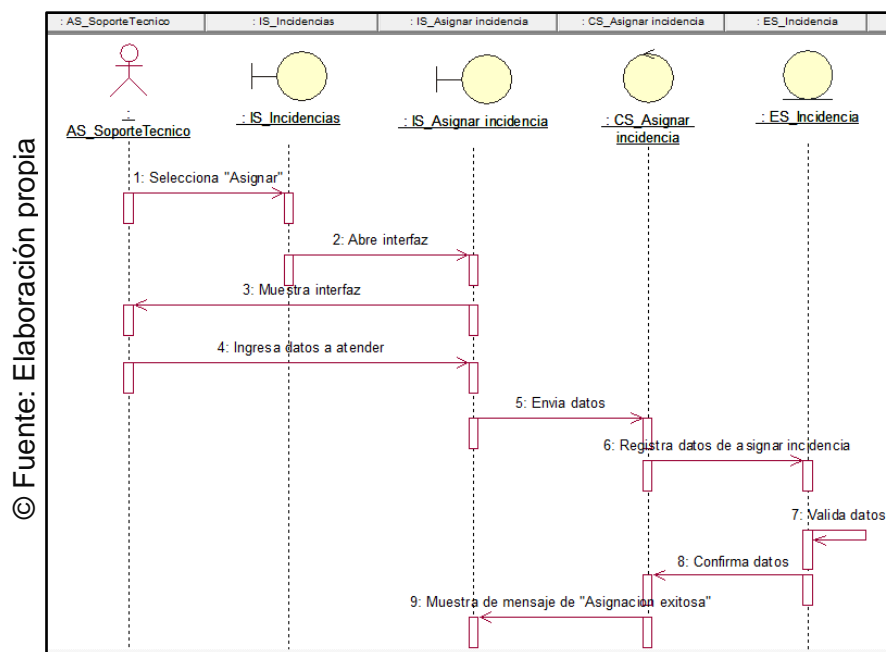 : AS_SoporteTecnico
: IS_Incidencias
: IS_Asignar incidencia
: CS_Asignar incidencia
: ES_Incidencia
:
AS_SoporteTecnico
: IS_Incidencias
: IS_Asignar incidencia
: CS_Asignar
incidencia
: ES_Incidencia
1: Selecciona "Asignar"
2: Abre interfaz
3: Muestra interfaz
4: Ingresa datos a atender
5: Envia datos
6: Registra datos de asignar incidencia
7: Valida datos
8: Confirma datos
9: Muestra de mensaje de "Asignacion exitosa"
© Fuente: Elaboración propia